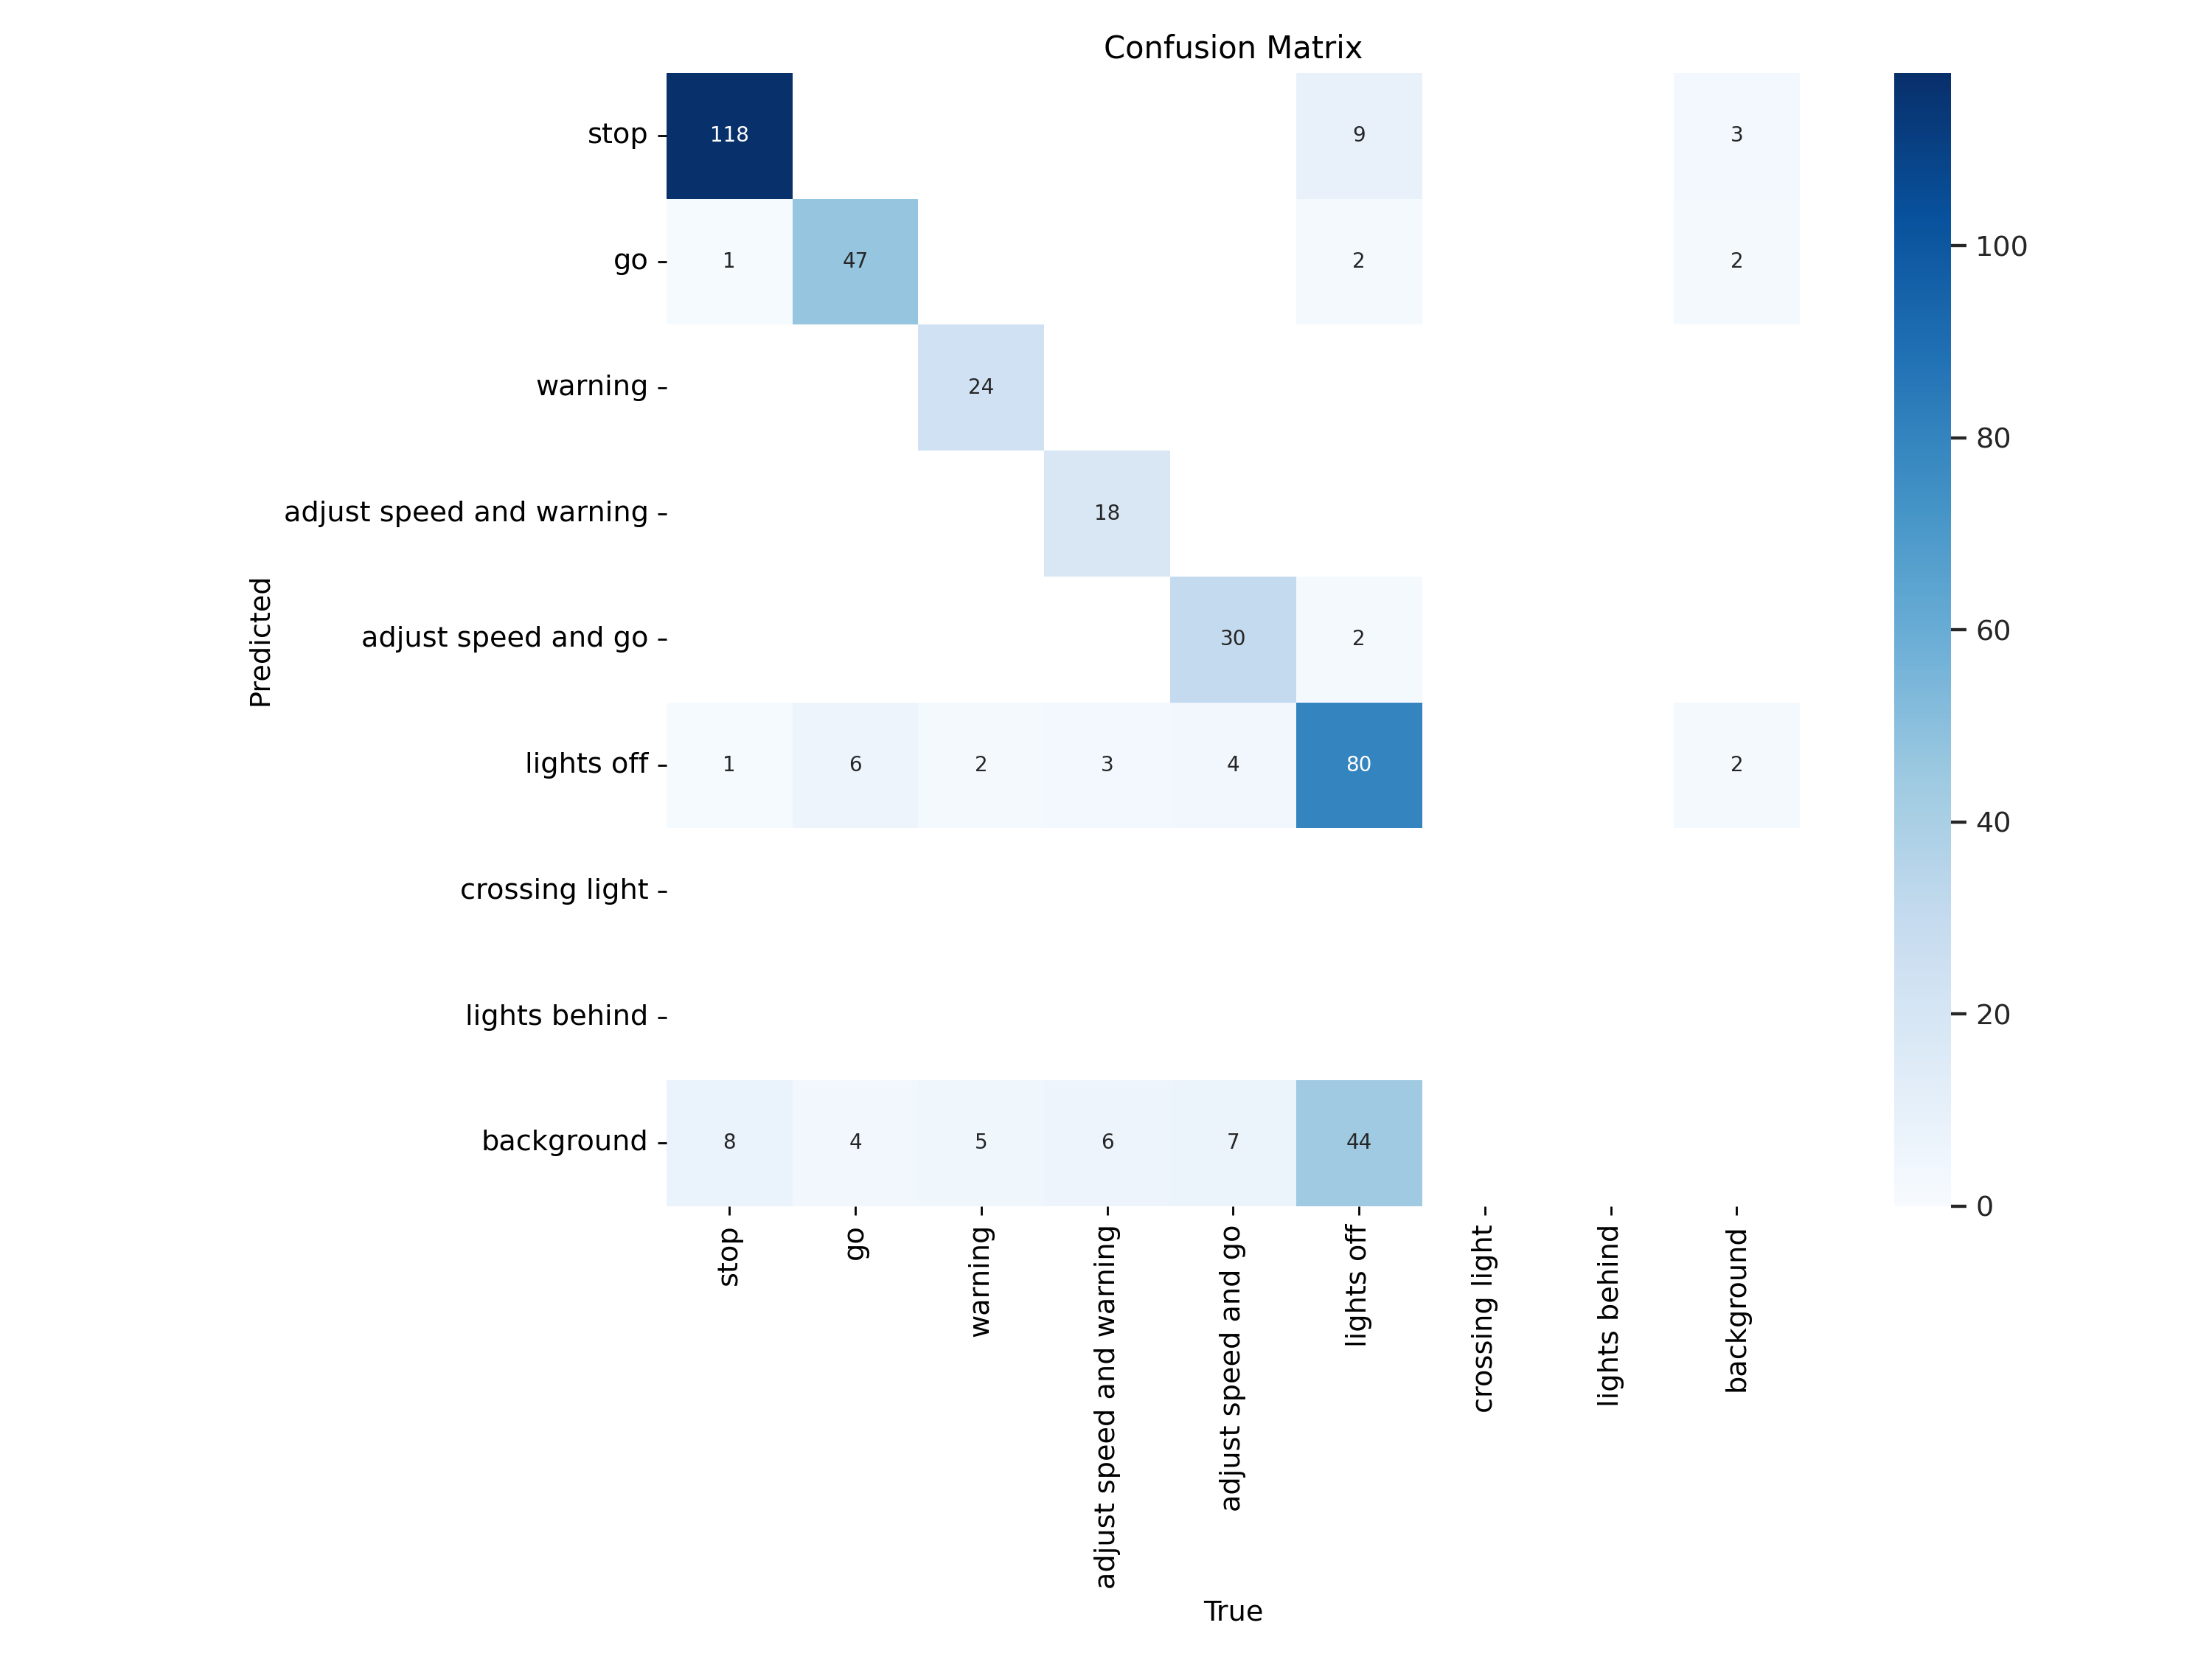 Confusion Matrix
stop
118
9
3
go
1
47
2
2
warning
24
adjust speed and warning
18
adjust speed and go
30
2
lights off
1
6
2
3
4
80
2
crossing light
lights behind
background
8
4
5
6
7
44
Predicted
stop
go
warning
adjust speed and warning
adjust speed and go
lights off
crossing light
lights behind
background
True
100
80
60
40
20
0